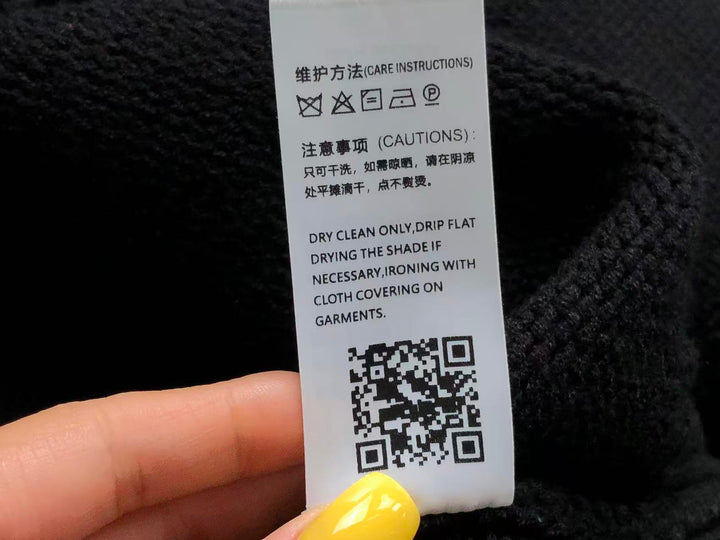 维护方法(CARE INSTRUCTIONS)
P
注意事项 (CAUTIONS):
只可干洗，如需晾晒，请在阴凉
处平摊滴干，点不熨烫。
DRY CLEAN ONLY,DRIP FLAT
DRYING THE SHADE IF
NECESSARY,IRONING WITH
CLOTH COVERING ON
GARMENTS.